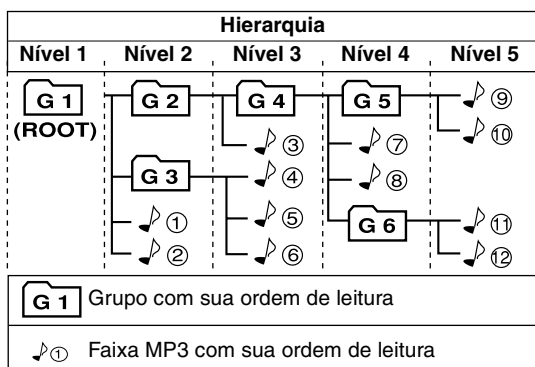 Hierarquia
Nível 1 Nível 2 Nível 3 Nível 4 Nível 5
G 1 G 2 G 4 G 5 ⑨
(ROOT) ③ ⑦ ⑩
G 3 ④ ⑧
① ⑤ G 6 ⑪
② ⑥ ⑫
G 1 Grupo com sua ordem de leitura
① Faixa MP3 com sua ordem de leitura